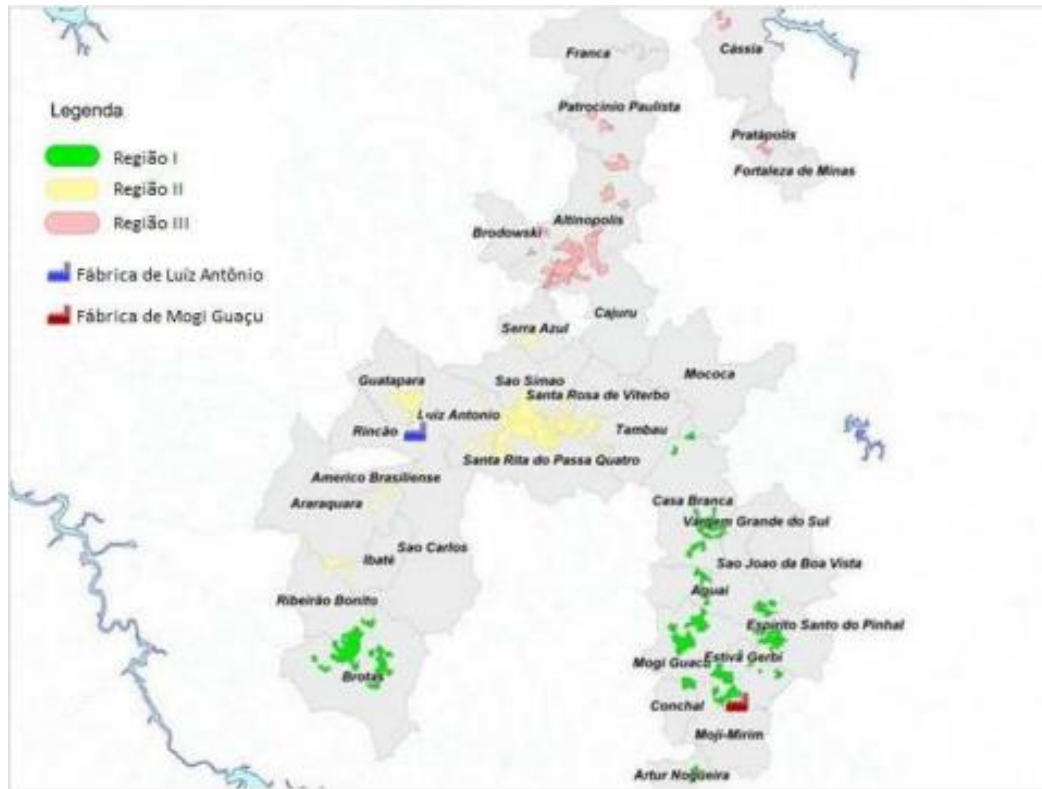 Franca
Cássia
Legenda
Patrocinio Paulista
Pratápolis
Região I
Fortaleza de Minas
Região II
Região III
Altinopolis
Brodowski
Fábrica de Luíz Antônio
Fábrica de Mogi Guaçu
Cajuru
Serra Azul
Mococa
Guatapara
Sao Simao
Santa Rosa de Viterbo
Luiz Antonio
Rincão
Tambau
Santa Rita do Passa Quatro
Americo Brasiliense
Araraquara
Casa Branca
Vargem Grande do Sul
Sao Carlos
Ibaté
Sao Joao da Boa Vista
Aguai
Ribeirão Bonito
Espirito Santo do Pinhal
Estivã Gerbi
Mogi Guacu
Brotas
Conchal
Moji-Mirim
Artur Nogueira